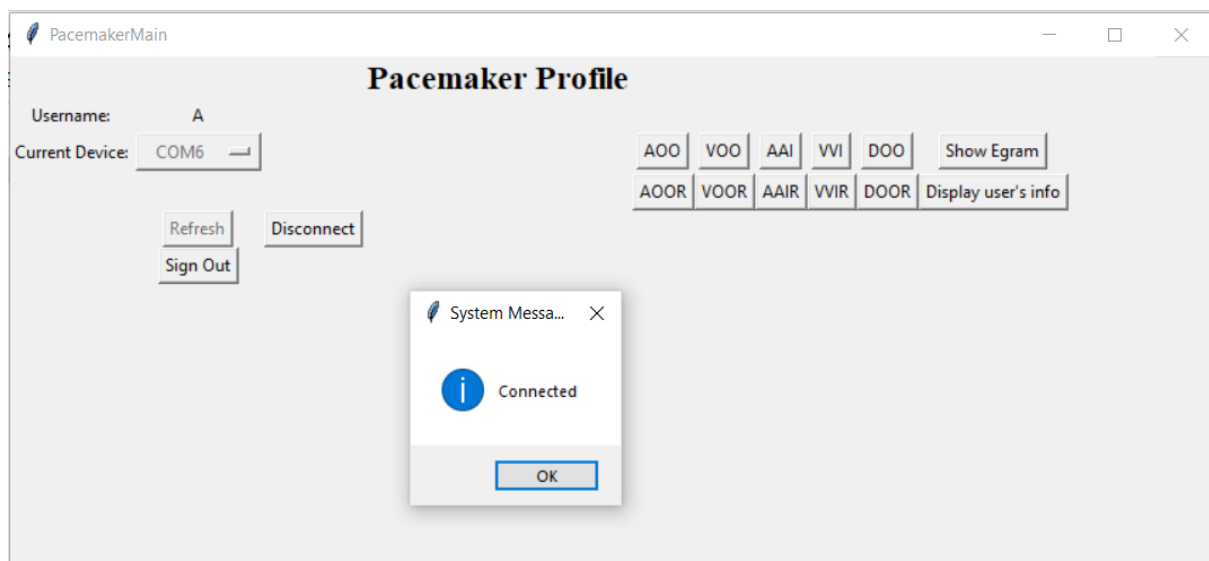 PacemakerMain
Pacemaker Profile
Username: A
Current Device: COM6
AOO VOO AAI VVI DOO Show Egram
AOOR VOOR AAIR VVIR DOOR Display user's info
Refresh Disconnect
Sign Out
System Messa...
i Connected
OK